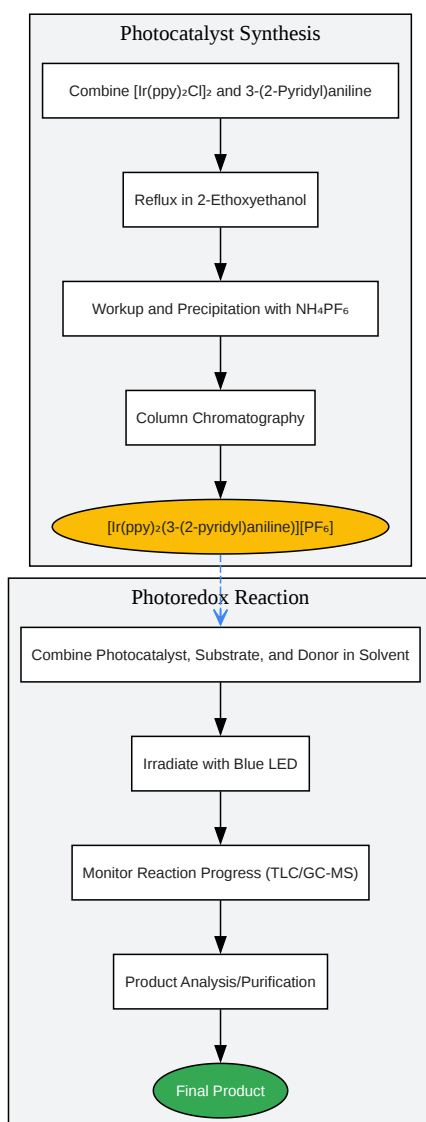 Photocatalyst Synthesis
Combine [Ir(ppy)₂Cl]₂ and 3-(2-Pyridyl)aniline
Reflux in 2-Ethoxyethanol
Workup and Precipitation with NH₄PF₆
Column Chromatography
[Ir(ppy)₂(3-(2-pyridyl)aniline)][PF₆]
Photoredox Reaction
Combine Photocatalyst, Substrate, and Donor in Solvent
Irradiate with Blue LED
Monitor Reaction Progress (TLC/GC-MS)
Product Analysis/Purification
Final Product